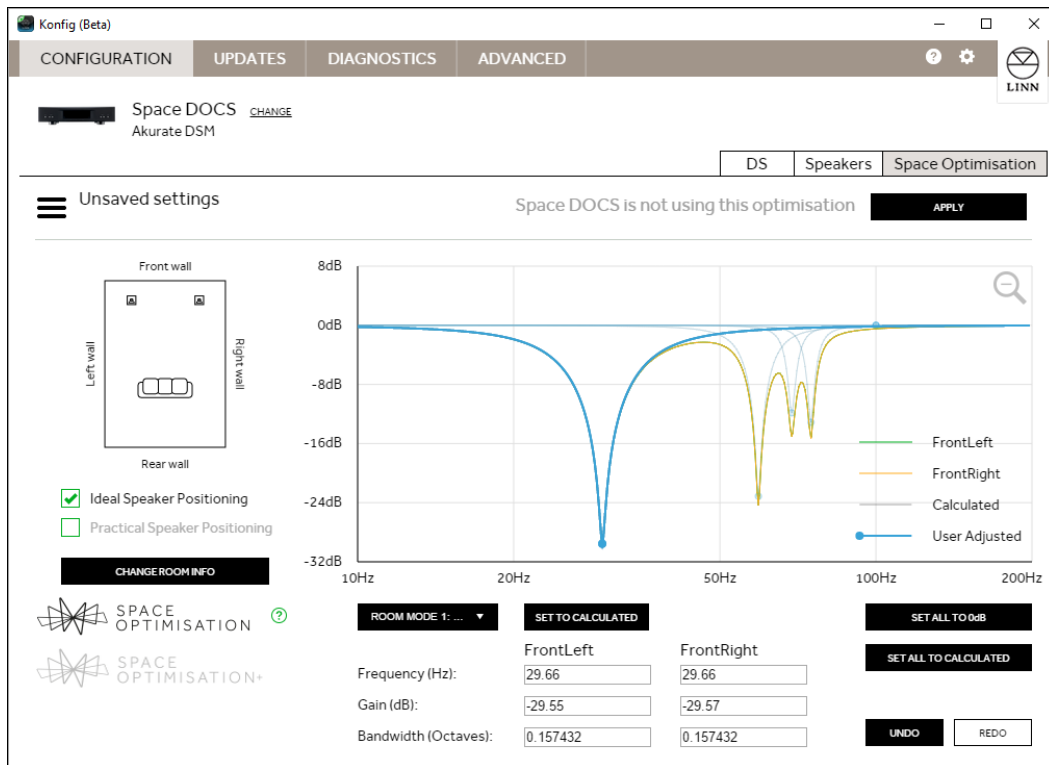 Konfig (Beta)
CONFIGURATION UPDATES DIAGNOSTICS ADVANCED ?
LINN
Space DOCS CHANGE
Akurate DSM
DS Speakers Space Optimisation
Unsaved settings Space DOCS is not using this optimisation APPLY
Front wall
Left wall
Right wall
Rear wall
Ideal Speaker Positioning
Practical Speaker Positioning
CHANGE ROOM INFO
SPACE
OPTIMISATION ?
SPACE
OPTIMISATION+
8dB
0dB
-8dB
-16dB
-24dB
-32dB
10Hz 20Hz 50Hz 100Hz 200Hz
FrontLeft
FrontRight
Calculated
User Adjusted
ROOM MODE 1: ... SET TO CALCULATED SET ALL TO 0dB
SET ALL TO CALCULATED
FrontLeft FrontRight
Frequency (Hz): 29.66 29.66
Gain (dB): -29.55 -29.57
Bandwidth (Octaves): 0.157432 0.157432
UNDO REDO